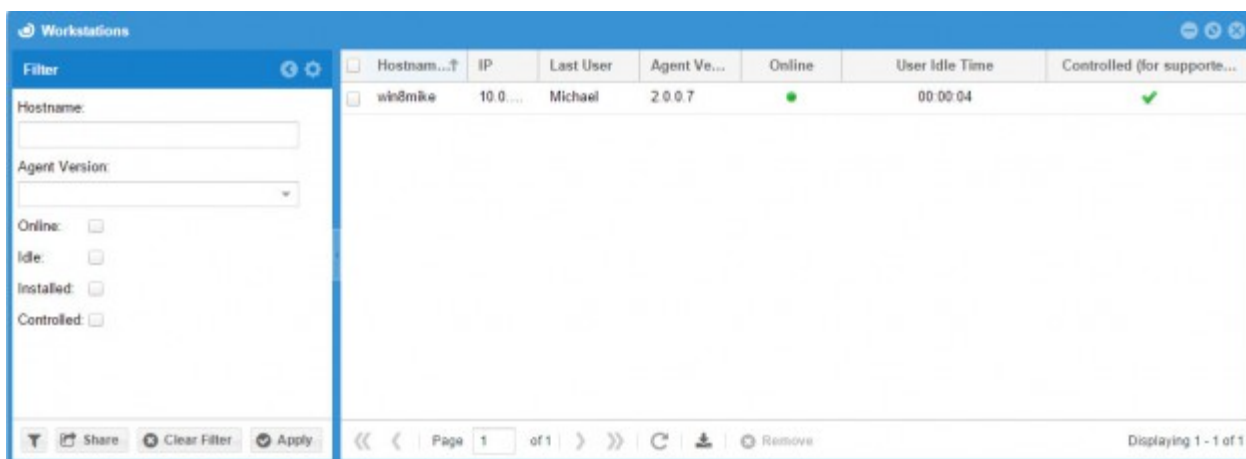 Workstations
Filter
Hostname:
Agent Version:
Online:
Idle:
Installed:
Controlled:
Share Clear Filter Apply
Hostnam... IP Last User Agent Ve... Online User Idle Time Controlled (for supporte...
win8mike 10.0.... Michael 2.0.0.7 00:00:04
Page 1 of 1 Remove Displaying 1 - 1 of 1